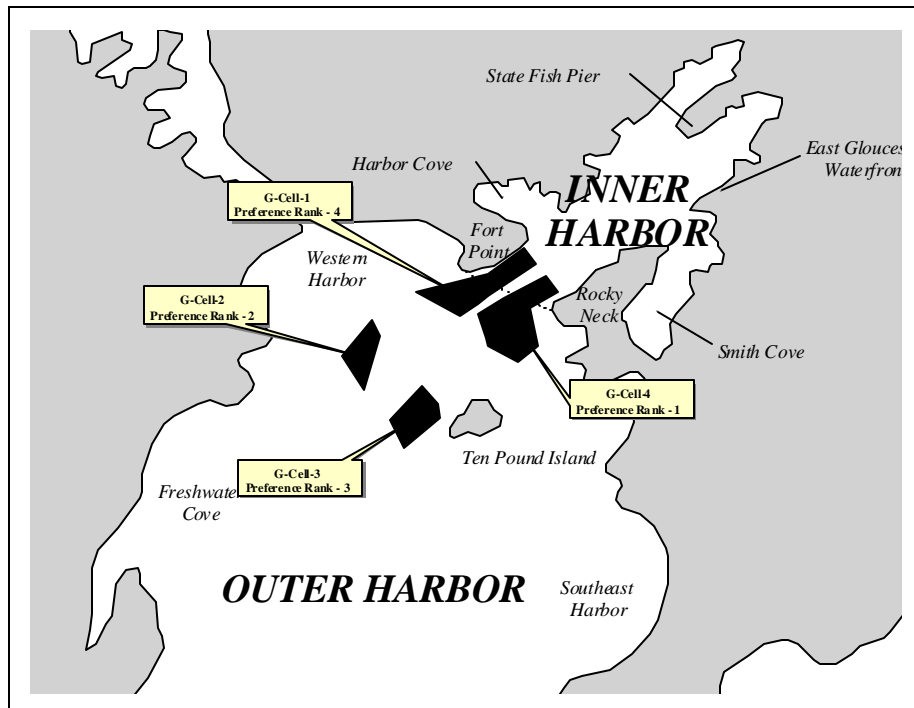 State Fish Pier
East Glouces
Waterfron
Harbor Cove
INNER
HARBOR
G-Cell-1
Preference Rank - 4
Fort
Point
Western
Harbor
Rocky
Neck
G-Cell-2
Preference Rank - 2
Smith Cove
G-Cell-4
Preference Rank - 1
Ten Pound Island
G-Cell-3
Preference Rank - 3
Freshwate
Cove
OUTER HARBOR
Southeast
Harbor